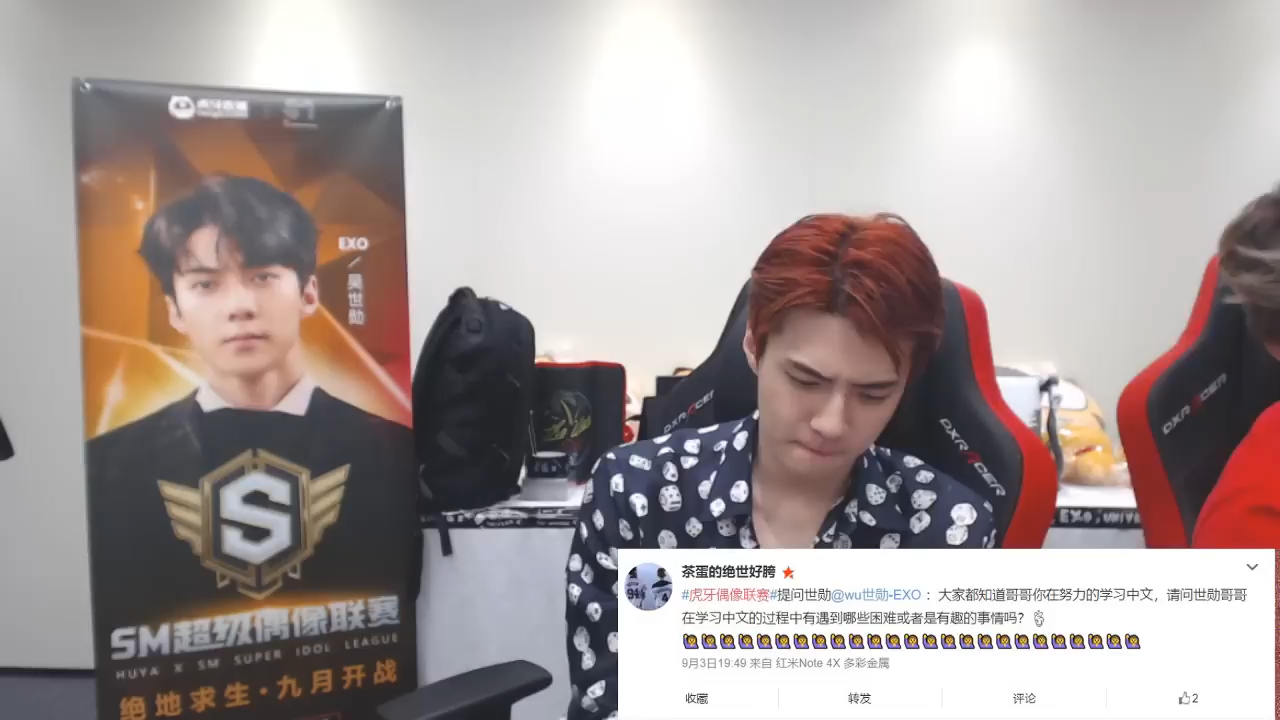 虎牙直播
EXO
吴世勋
S
SM超级偶像联赛
HUYA X SM SUPER IDOL LEAGUE
绝地求生·九月开战
DXRACER
DXRACER
DXRACER
EXO
茶蛋的绝世好胯
#虎牙偶像联赛#提问世勋@wu世勋-EXO： 大家都知道哥哥你在努力的学习中文，请问世勋哥哥
在学习中文的过程中有遇到哪些困难或者是有趣的事情吗？
9月3日19:49 来自 红米Note 4X 多彩金属
收藏
转发
评论
2